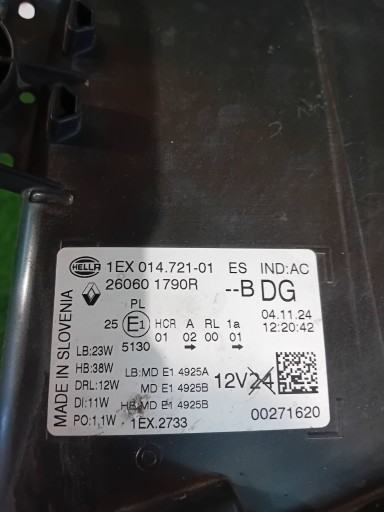 HELLA 1EX 014.721-01 ES IND:AC
26060 1790R --B DG
PL 04.11.24
25 E1 HCR A RL 1a 12:20:42
01 02 00 01
5130
LB:23W
HB:38W LB:MD E1 4925A
DRL:12W MD E1 4925B 12V24
DI:11W HB:MD E1 4925B
PO:1,1W 1EX.2733 00271620
MADE IN SLOVENIA